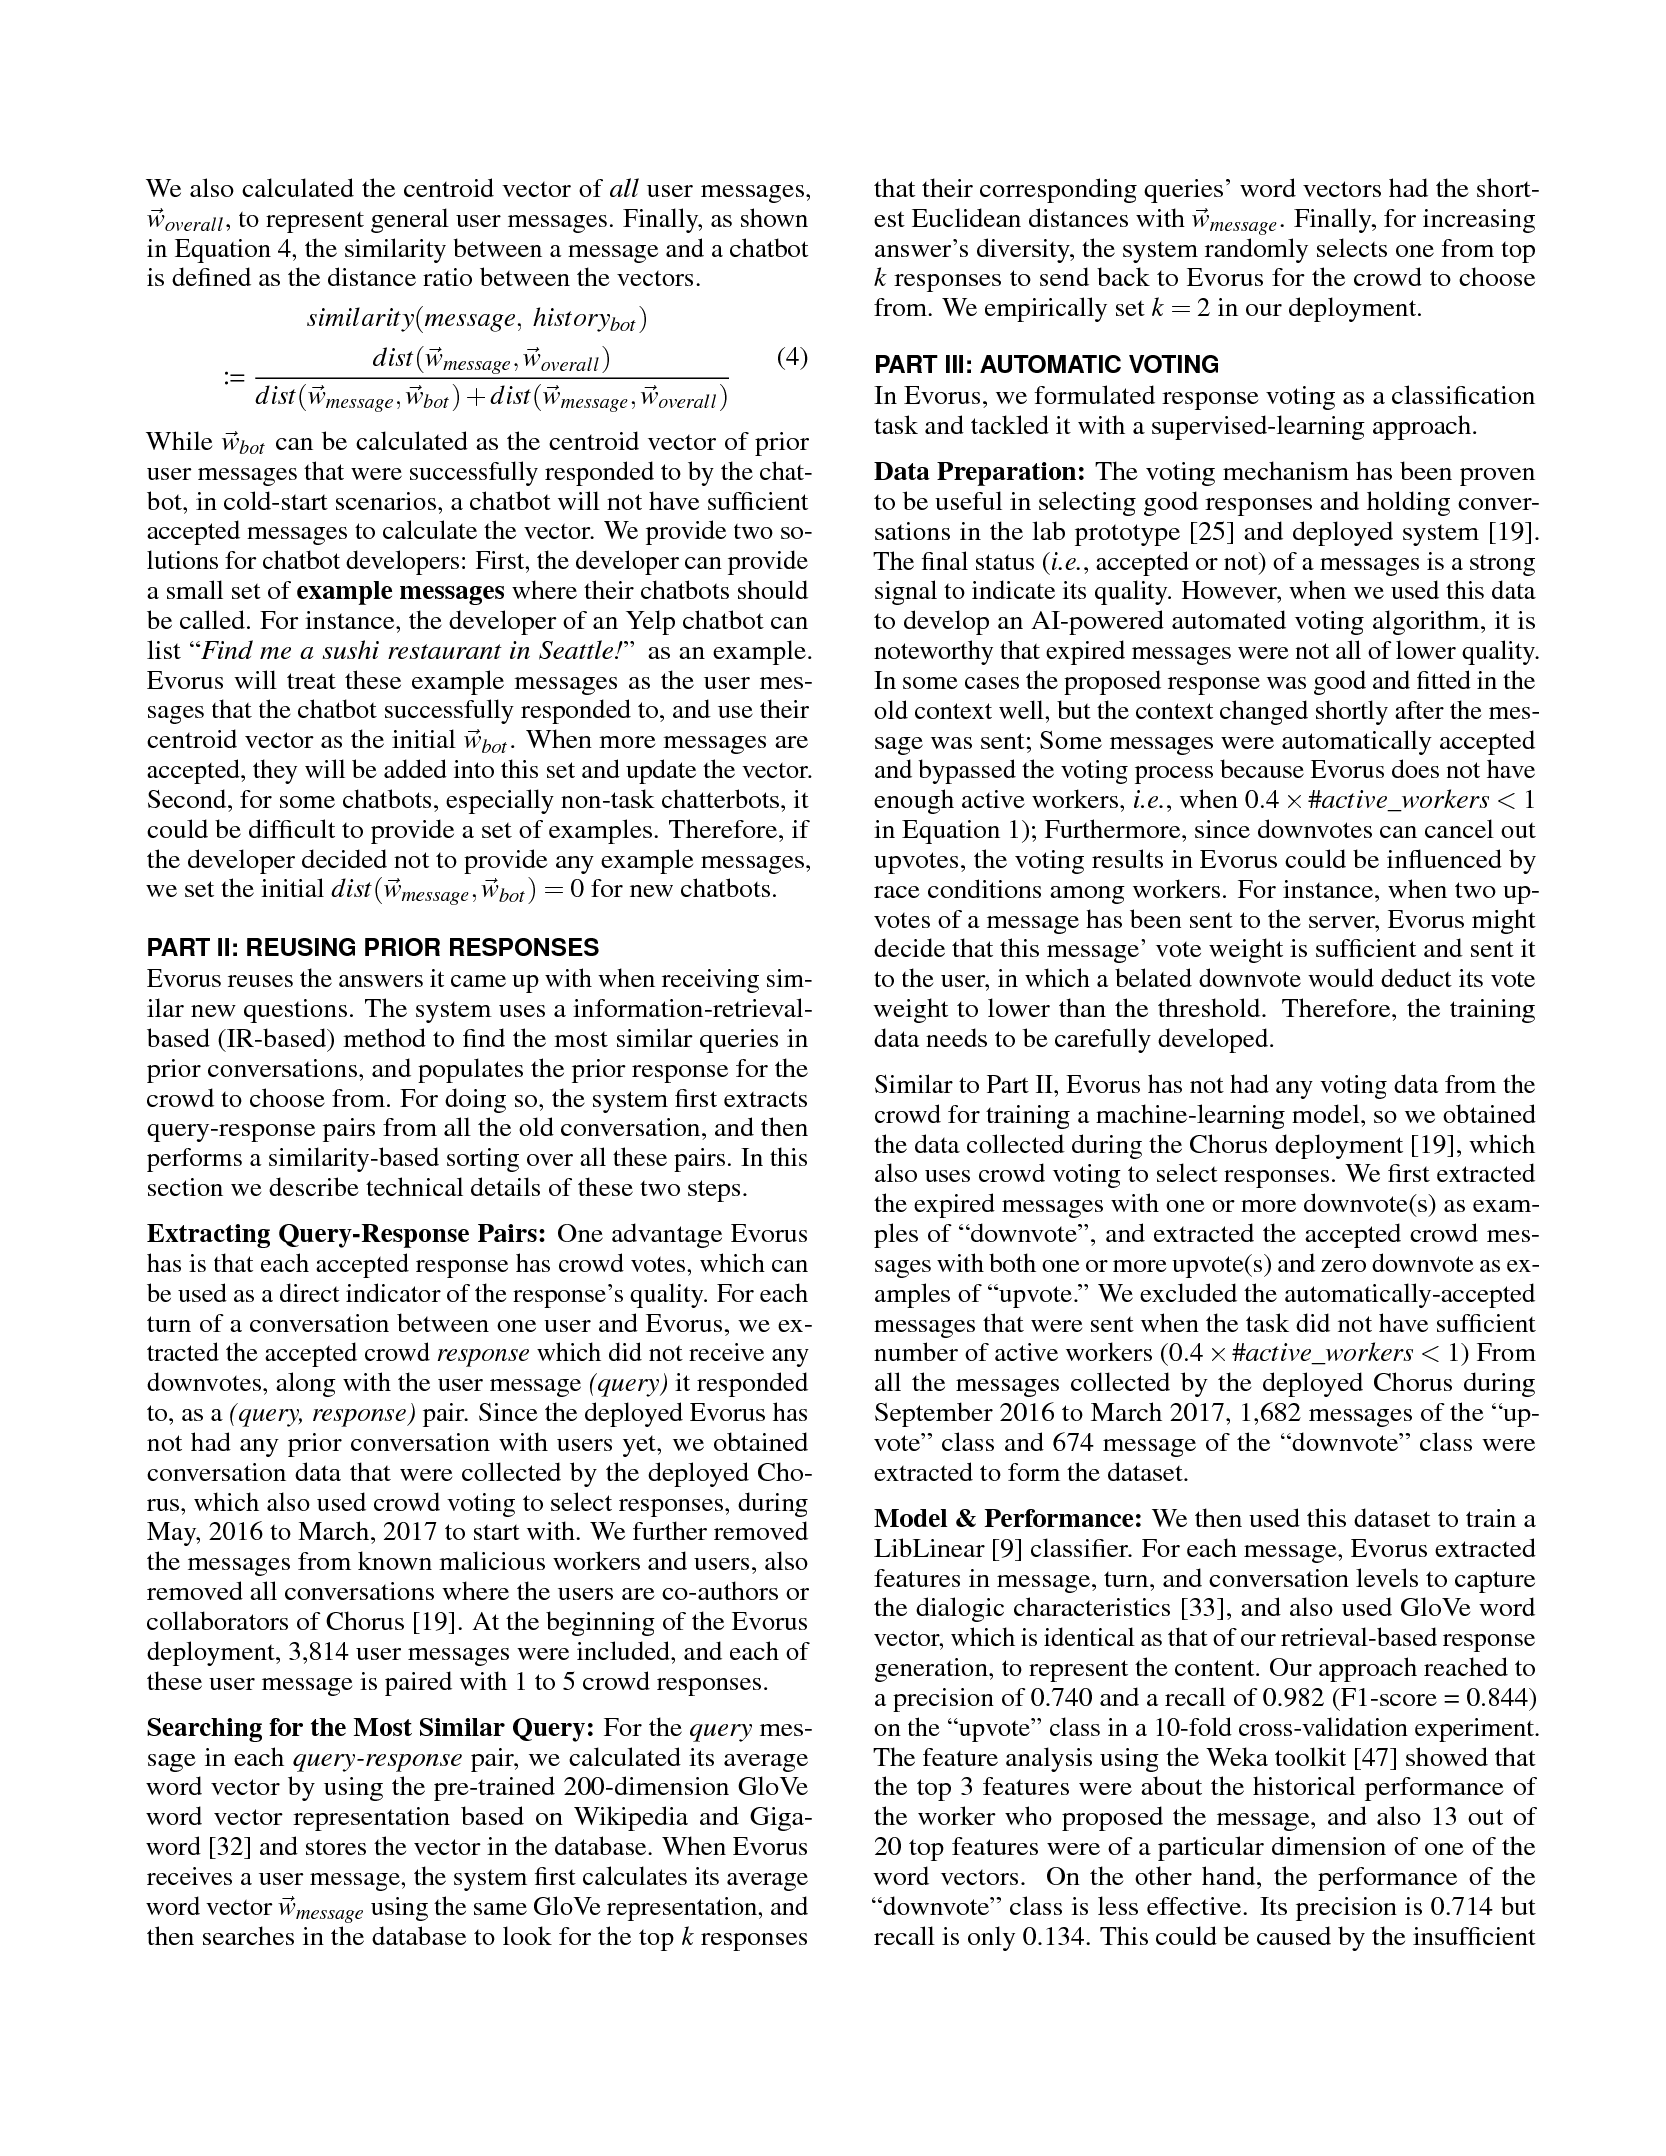 We also calculated the centroid vector of all user messages,
w⃗overall, to represent general user messages. Finally, as shown
in Equation 4, the similarity between a message and a chatbot
is defined as the distance ratio between the vectors.
similarity(message, historybot)
:= dist(w⃗message, w⃗overall) / dist(w⃗message, w⃗bot) + dist(w⃗message, w⃗overall) (4)
While w⃗bot can be calculated as the centroid vector of prior
user messages that were successfully responded to by the chat-
bot, in cold-start scenarios, a chatbot will not have sufficient
accepted messages to calculate the vector. We provide two so-
lutions for chatbot developers: First, the developer can provide
a small set of example messages where their chatbots should
be called. For instance, the developer of an Yelp chatbot can
list “Find me a sushi restaurant in Seattle!” as an example.
Evorus will treat these example messages as the user mes-
sages that the chatbot successfully responded to, and use their
centroid vector as the initial w⃗bot. When more messages are
accepted, they will be added into this set and update the vector.
Second, for some chatbots, especially non-task chatterbots, it
could be difficult to provide a set of examples. Therefore, if
the developer decided not to provide any example messages,
we set the initial dist(w⃗message, w⃗bot) = 0 for new chatbots.
PART II: REUSING PRIOR RESPONSES
Evorus reuses the answers it came up with when receiving sim-
ilar new questions. The system uses a information-retrieval-
based (IR-based) method to find the most similar queries in
prior conversations, and populates the prior response for the
crowd to choose from. For doing so, the system first extracts
query-response pairs from all the old conversation, and then
performs a similarity-based sorting over all these pairs. In this
section we describe technical details of these two steps.
Extracting Query-Response Pairs: One advantage Evorus
has is that each accepted response has crowd votes, which can
be used as a direct indicator of the response’s quality. For each
turn of a conversation between one user and Evorus, we ex-
tracted the accepted crowd response which did not receive any
downvotes, along with the user message (query) it responded
to, as a (query, response) pair. Since the deployed Evorus has
not had any prior conversation with users yet, we obtained
conversation data that were collected by the deployed Cho-
rus, which also used crowd voting to select responses, during
May, 2016 to March, 2017 to start with. We further removed
the messages from known malicious workers and users, also
removed all conversations where the users are co-authors or
collaborators of Chorus [19]. At the beginning of the Evorus
deployment, 3,814 user messages were included, and each of
these user message is paired with 1 to 5 crowd responses.
Searching for the Most Similar Query: For the query mes-
sage in each query-response pair, we calculated its average
word vector by using the pre-trained 200-dimension GloVe
word vector representation based on Wikipedia and Giga-
word [32] and stores the vector in the database. When Evorus
receives a user message, the system first calculates its average
word vector w⃗message using the same GloVe representation, and
then searches in the database to look for the top k responses
that their corresponding queries’ word vectors had the short-
est Euclidean distances with w⃗message. Finally, for increasing
answer’s diversity, the system randomly selects one from top
k responses to send back to Evorus for the crowd to choose
from. We empirically set k = 2 in our deployment.
PART III: AUTOMATIC VOTING
In Evorus, we formulated response voting as a classification
task and tackled it with a supervised-learning approach.
Data Preparation: The voting mechanism has been proven
to be useful in selecting good responses and holding conver-
sations in the lab prototype [25] and deployed system [19].
The final status (i.e., accepted or not) of a messages is a strong
signal to indicate its quality. However, when we used this data
to develop an AI-powered automated voting algorithm, it is
noteworthy that expired messages were not all of lower quality.
In some cases the proposed response was good and fitted in the
old context well, but the context changed shortly after the mes-
sage was sent; Some messages were automatically accepted
and bypassed the voting process because Evorus does not have
enough active workers, i.e., when 0.4 × #active_workers < 1
in Equation 1); Furthermore, since downvotes can cancel out
upvotes, the voting results in Evorus could be influenced by
race conditions among workers. For instance, when two up-
votes of a message has been sent to the server, Evorus might
decide that this message’ vote weight is sufficient and sent it
to the user, in which a belated downvote would deduct its vote
weight to lower than the threshold. Therefore, the training
data needs to be carefully developed.
Similar to Part II, Evorus has not had any voting data from the
crowd for training a machine-learning model, so we obtained
the data collected during the Chorus deployment [19], which
also uses crowd voting to select responses. We first extracted
the expired messages with one or more downvote(s) as exam-
ples of “downvote”, and extracted the accepted crowd mes-
sages with both one or more upvote(s) and zero downvote as ex-
amples of “upvote.” We excluded the automatically-accepted
messages that were sent when the task did not have sufficient
number of active workers (0.4 × #active_workers < 1) From
all the messages collected by the deployed Chorus during
September 2016 to March 2017, 1,682 messages of the “up-
vote” class and 674 message of the “downvote” class were
extracted to form the dataset.
Model & Performance: We then used this dataset to train a
LibLinear [9] classifier. For each message, Evorus extracted
features in message, turn, and conversation levels to capture
the dialogic characteristics [33], and also used GloVe word
vector, which is identical as that of our retrieval-based response
generation, to represent the content. Our approach reached to
a precision of 0.740 and a recall of 0.982 (F1-score = 0.844)
on the “upvote” class in a 10-fold cross-validation experiment.
The feature analysis using the Weka toolkit [47] showed that
the top 3 features were about the historical performance of
the worker who proposed the message, and also 13 out of
20 top features were of a particular dimension of one of the
word vectors. On the other hand, the performance of the
“downvote” class is less effective. Its precision is 0.714 but
recall is only 0.134. This could be caused by the insufficient